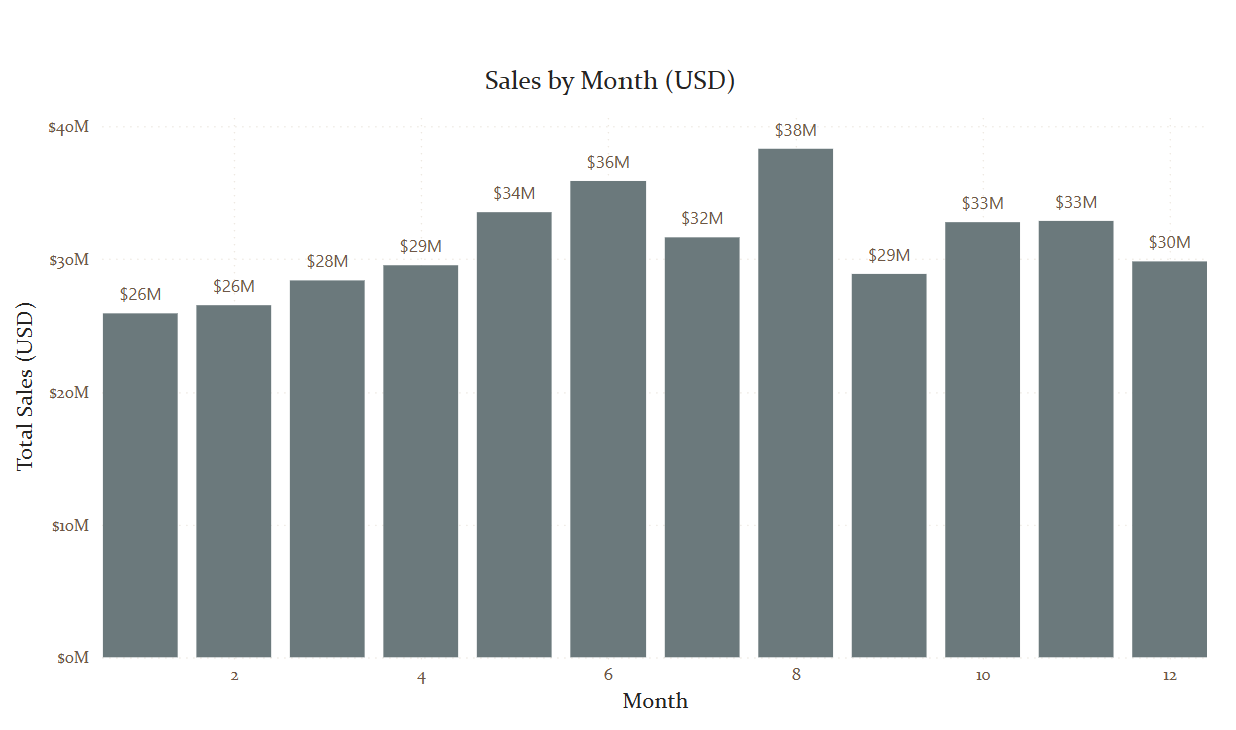 Sales by Month (USD)
Total Sales (USD)
$40M
$30M
$20M
$10M
$0M
$26M
$26M
$28M
$29M
$34M
$36M
$32M
$38M
$29M
$33M
$33M
$30M
2
4
6
8
10
12
Month